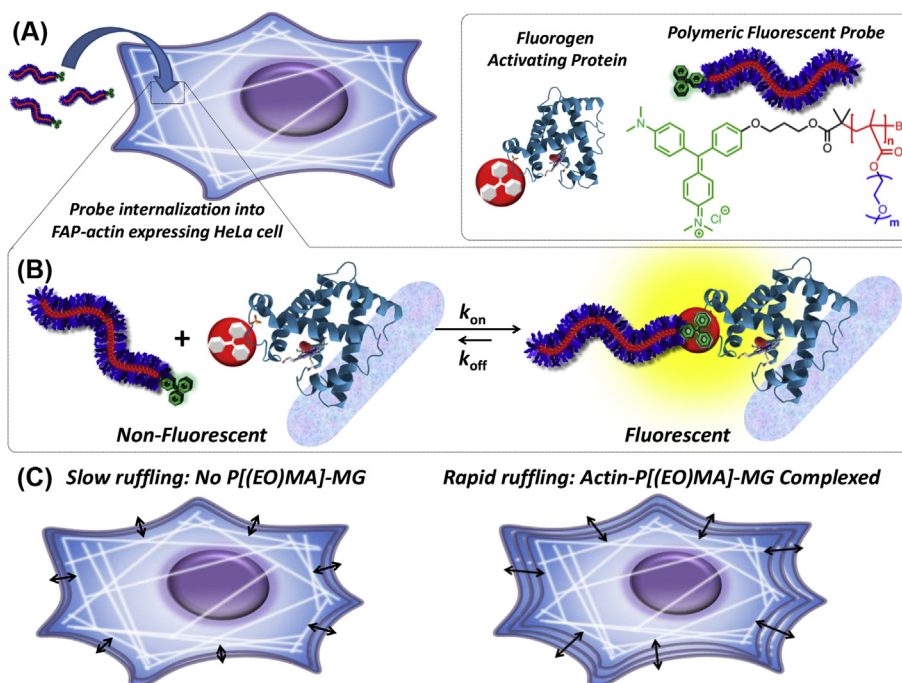 (A)
Probe internalization into
FAP-actin expressing HeLa cell
Fluorogen
Activating Protein
Polymeric Fluorescent Probe
N
O
O
B
n
O
O
O
m
N
Cl⊖
⊕
(B)
+
Non-Fluorescent
kon
koff
Fluorescent
(C)
Slow ruffling: No P[(EO)MA]-MG
Rapid ruffling: Actin-P[(EO)MA]-MG Complexed